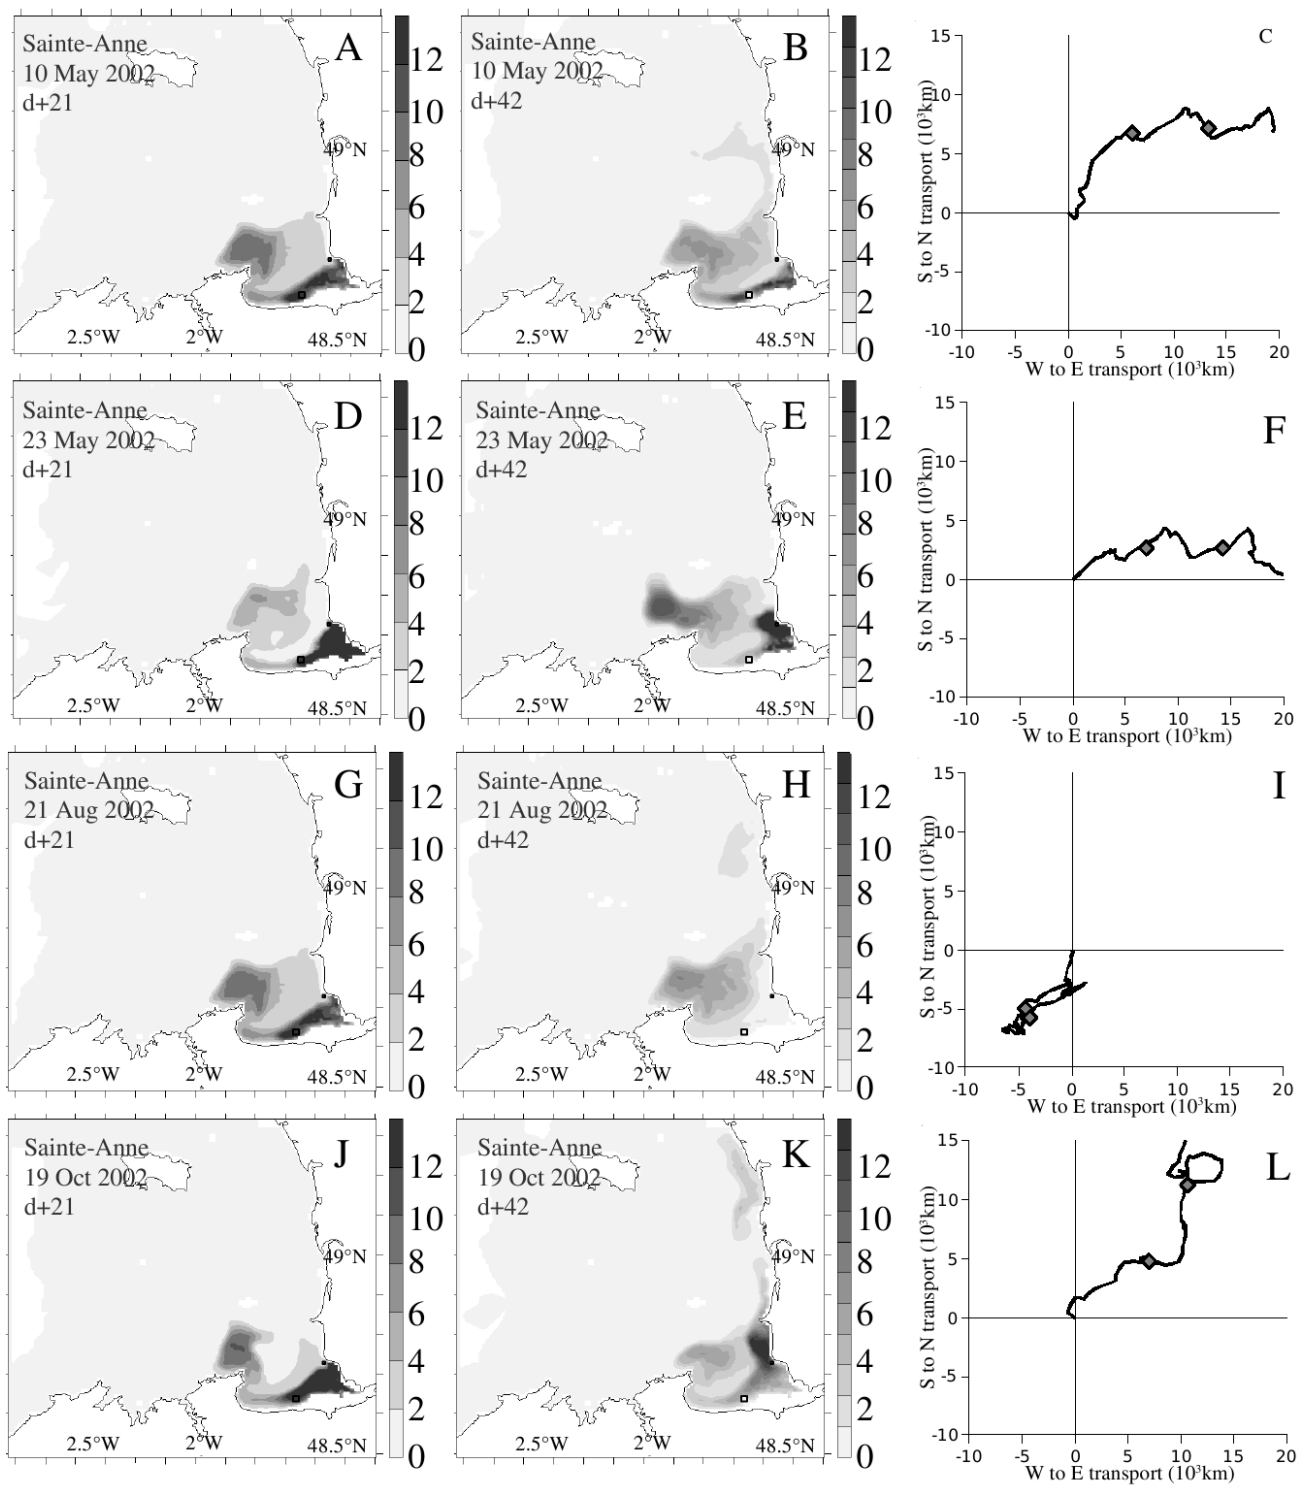 Sainte-Anne
10 May 2002
d+21
A
12
10
8
6
4
2
0
49°N
2.5°W 2°W 48.5°N
Sainte-Anne
10 May 2002
d+42
B
12
10
8
6
4
2
0
49°N
2.5°W 2°W 48.5°N
C
S to N transport (10³km)
15
10
5
0
-5
-10
-10 -5 0 5 10 15 20
W to E transport (10³km)
Sainte-Anne
23 May 2002
d+21
D
12
10
8
6
4
2
0
49°N
2.5°W 2°W 48.5°N
Sainte-Anne
23 May 2002
d+42
E
12
10
8
6
4
2
0
49°N
2.5°W 2°W 48.5°N
F
S to N transport (10³km)
15
10
5
0
-5
-10
-10 -5 0 5 10 15 20
W to E transport (10³km)
Sainte-Anne
21 Aug 2002
d+21
G
12
10
8
6
4
2
0
49°N
2.5°W 2°W 48.5°N
Sainte-Anne
21 Aug 2002
d+42
H
12
10
8
6
4
2
0
49°N
2.5°W 2°W 48.5°N
I
S to N transport (10³km)
15
10
5
0
-5
-10
-10 -5 0 5 10 15 20
W to E transport (10³km)
Sainte-Anne
19 Oct 2002
d+21
J
12
10
8
6
4
2
0
49°N
2.5°W 2°W 48.5°N
Sainte-Anne
19 Oct 2002
d+42
K
12
10
8
6
4
2
0
49°N
2.5°W 2°W 48.5°N
L
S to N transport (10³km)
15
10
5
0
-5
-10
-10 -5 0 5 10 15 20
W to E transport (10³km)